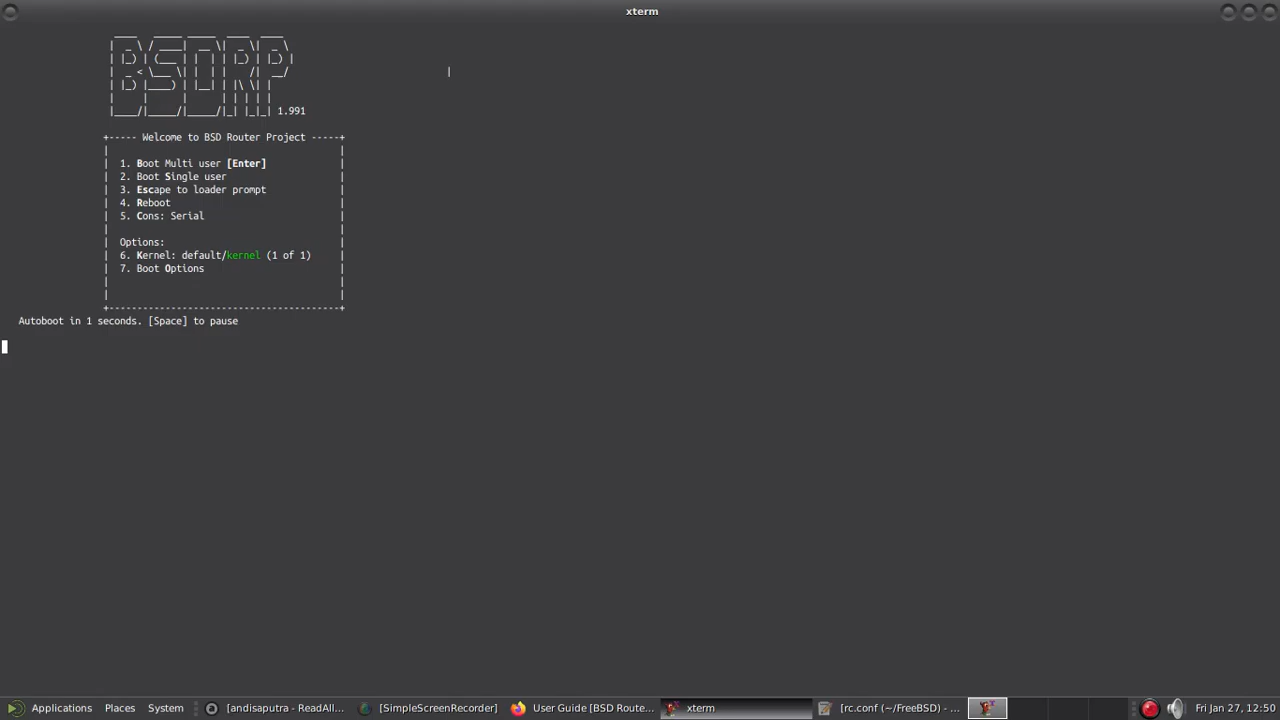 xterm
BSDRP
1.991
+----- Welcome to BSD Router Project -----+
1. Boot Multi user [Enter]
2. Boot Single user
3. Escape to loader prompt
4. Reboot
5. Cons: Serial
Options:
6. Kernel: default/kernel (1 of 1)
7. Boot Options
Autoboot in 1 seconds. [Space] to pause
Applications Places System [andisaputra - ReadAll... [SimpleScreenRecorder] User Guide [BSD Route... xterm [rc.conf (~/FreeBSD) - ... Fri Jan 27, 12:50